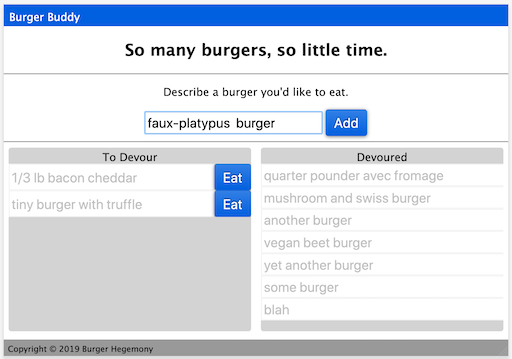 Burger Buddy
So many burgers, so little time.
Describe a burger you'd like to eat.
faux-platypus burger
Add
To Devour
1/3 lb bacon cheddar
Eat
tiny burger with truffle
Eat
Devoured
quarter pounder avec fromage
mushroom and swiss burger
another burger
vegan beet burger
yet another burger
some burger
blah
Copyright © 2019 Burger Hegemony